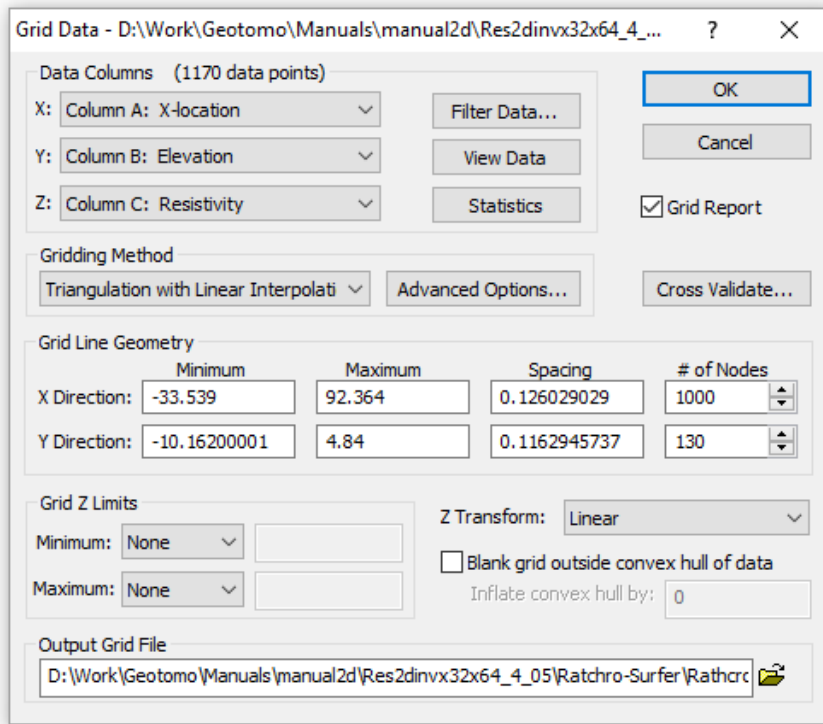 Grid Data - D:\Work\Geotomo\Manuals\manual2d\Res2dinvx32x64_4_... ? ×
Data Columns (1170 data points)
X: Column A: X-location
Y: Column B: Elevation
Z: Column C: Resistivity
Filter Data...
View Data
Statistics
OK
Cancel
Grid Report
Gridding Method
Triangulation with Linear Interpolati
Advanced Options...
Cross Validate...
Grid Line Geometry
Minimum Maximum Spacing # of Nodes
X Direction: -33.539 92.364 0.126029029 1000
Y Direction: -10.16200001 4.84 0.1162945737 130
Grid Z Limits
Minimum: None
Maximum: None
Z Transform: Linear
Blank grid outside convex hull of data
Inflate convex hull by: 0
Output Grid File
D:\Work\Geotomo\Manuals\manual2d\Res2dinvx32x64_4_05\Ratchro-Surfer\Rathcro